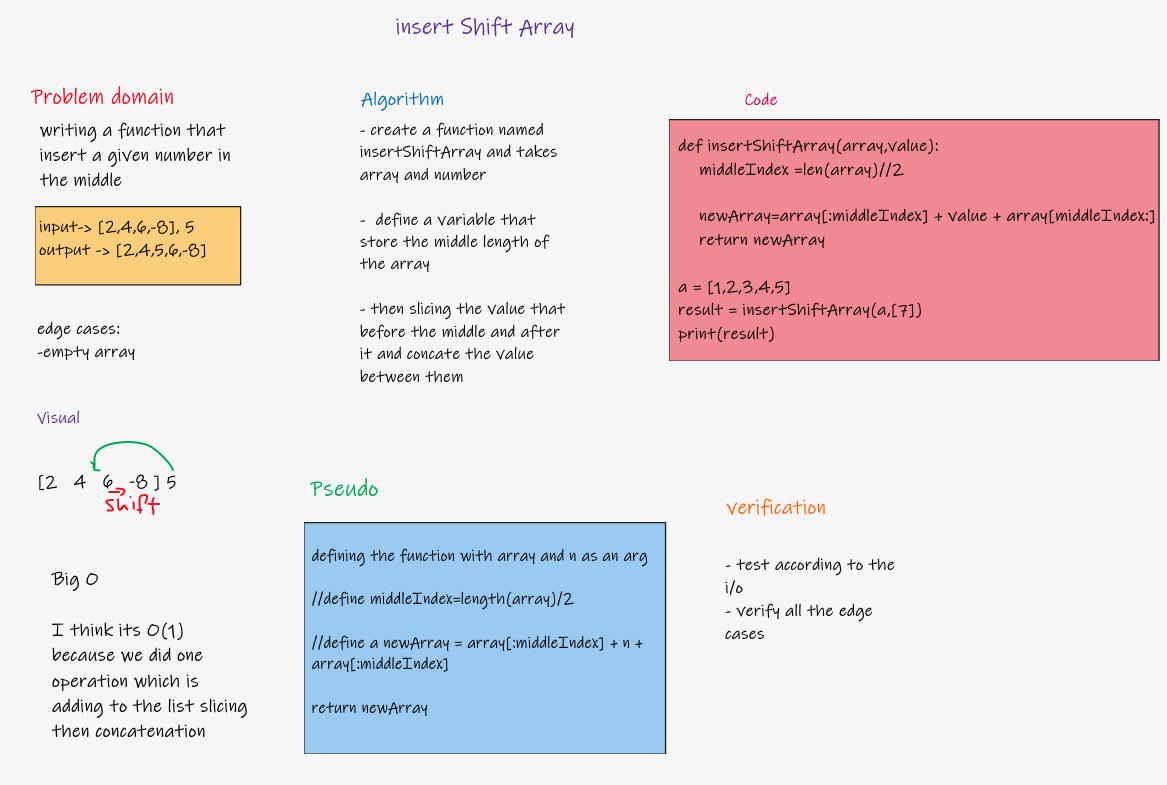 insert Shift Array
Problem domain
writing a function that
insert a given number in
the middle
input-> [2,4,6,-8], 5
output -> [2,4,5,6,-8]
edge cases:
-empty array
Visual
[2 4 6 -8 ] 5
shift
Big O
I think its O(1)
because we did one
operation which is
adding to the list slicing
then concatenation
Algorithm
- create a function named
insertShiftArray and takes
array and number
- define a variable that
store the middle length of
the array
- then slicing the value that
before the middle and after
it and concate the value
between them
Code
def insertShiftArray(array,value):
middleIndex =len(array)//2
newArray=array[:middleIndex] + value + array[middleIndex:]
return newArray
a = [1,2,3,4,5]
result = insertShiftArray(a,[7])
print(result)
Pseudo
defining the function with array and n as an arg
//define middleIndex=length(array)/2
//define a newArray = array[:middleIndex] + n +
array[:middleIndex]
return newArray
Verification
- test according to the
i/o
- verify all the edge
cases